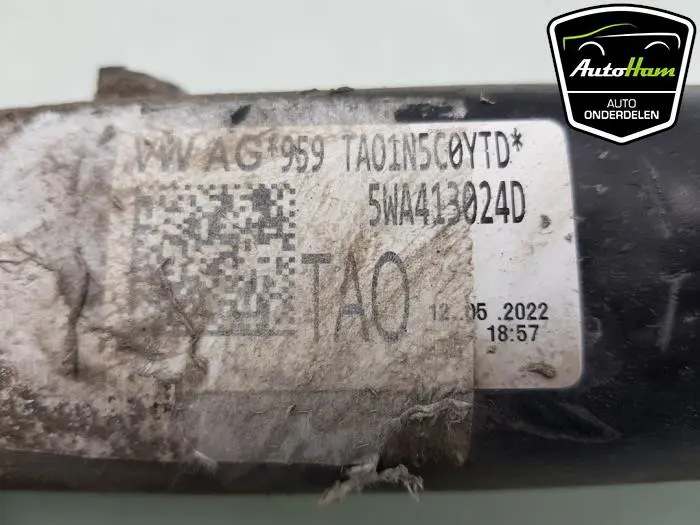 AutoHam
AUTO
ONDERDELEN
VW AG*959 TA01N5C0YTD*
5WA413024D
TAO
12.05.2022
18:57